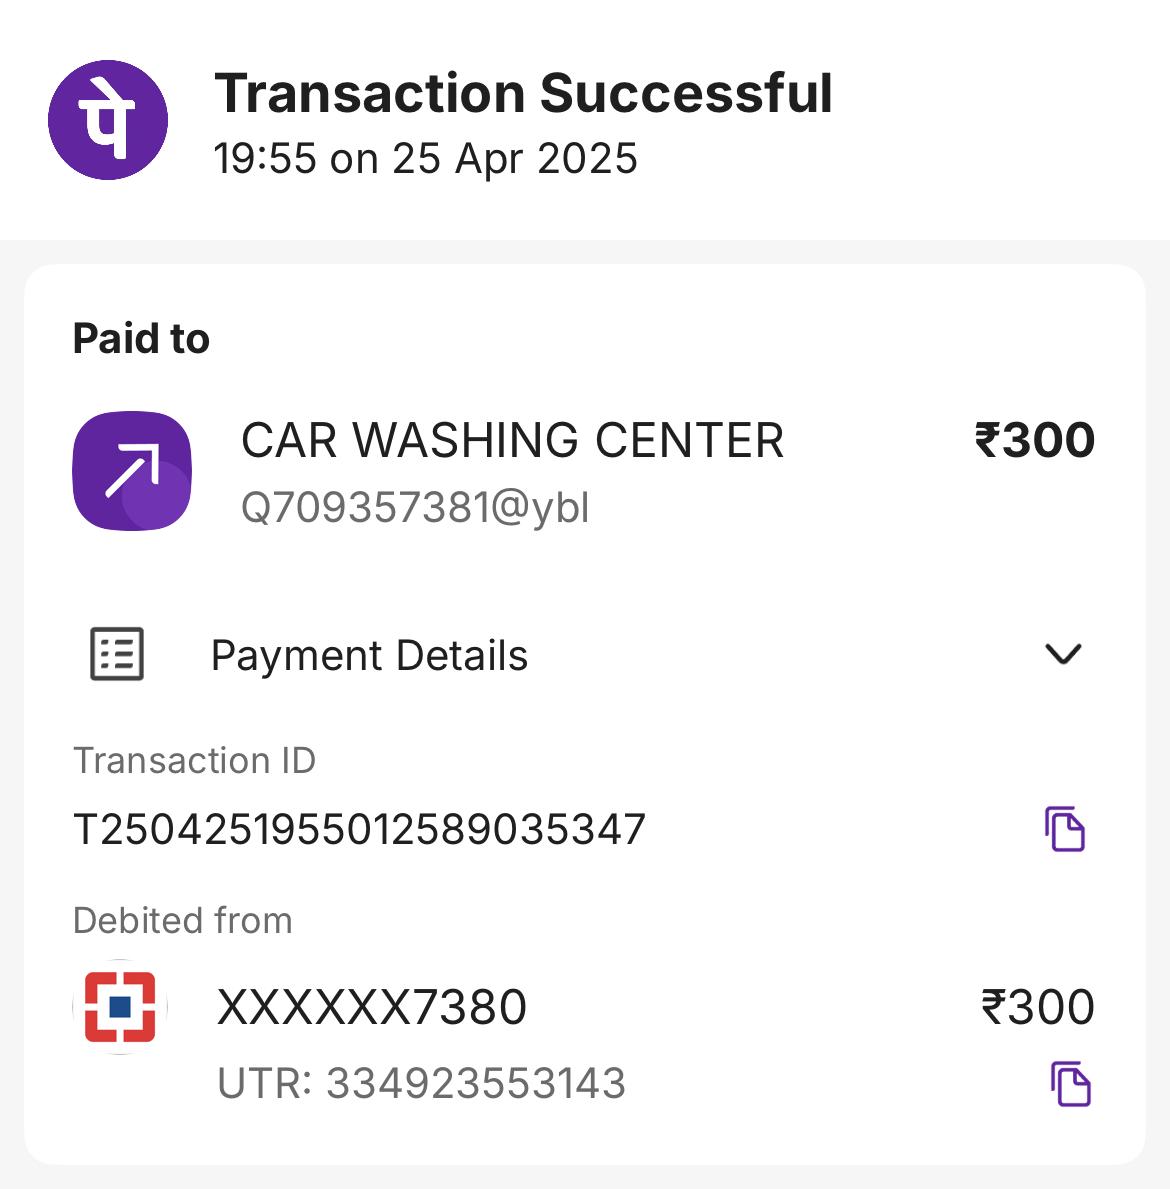 पे
Transaction Successful
19:55 on 25 Apr 2025
Paid to
CAR WASHING CENTER ₹300
Q709357381@ybl
Payment Details
Transaction ID
T2504251955012589035347
Debited from
XXXXXX7380 ₹300
UTR: 334923553143